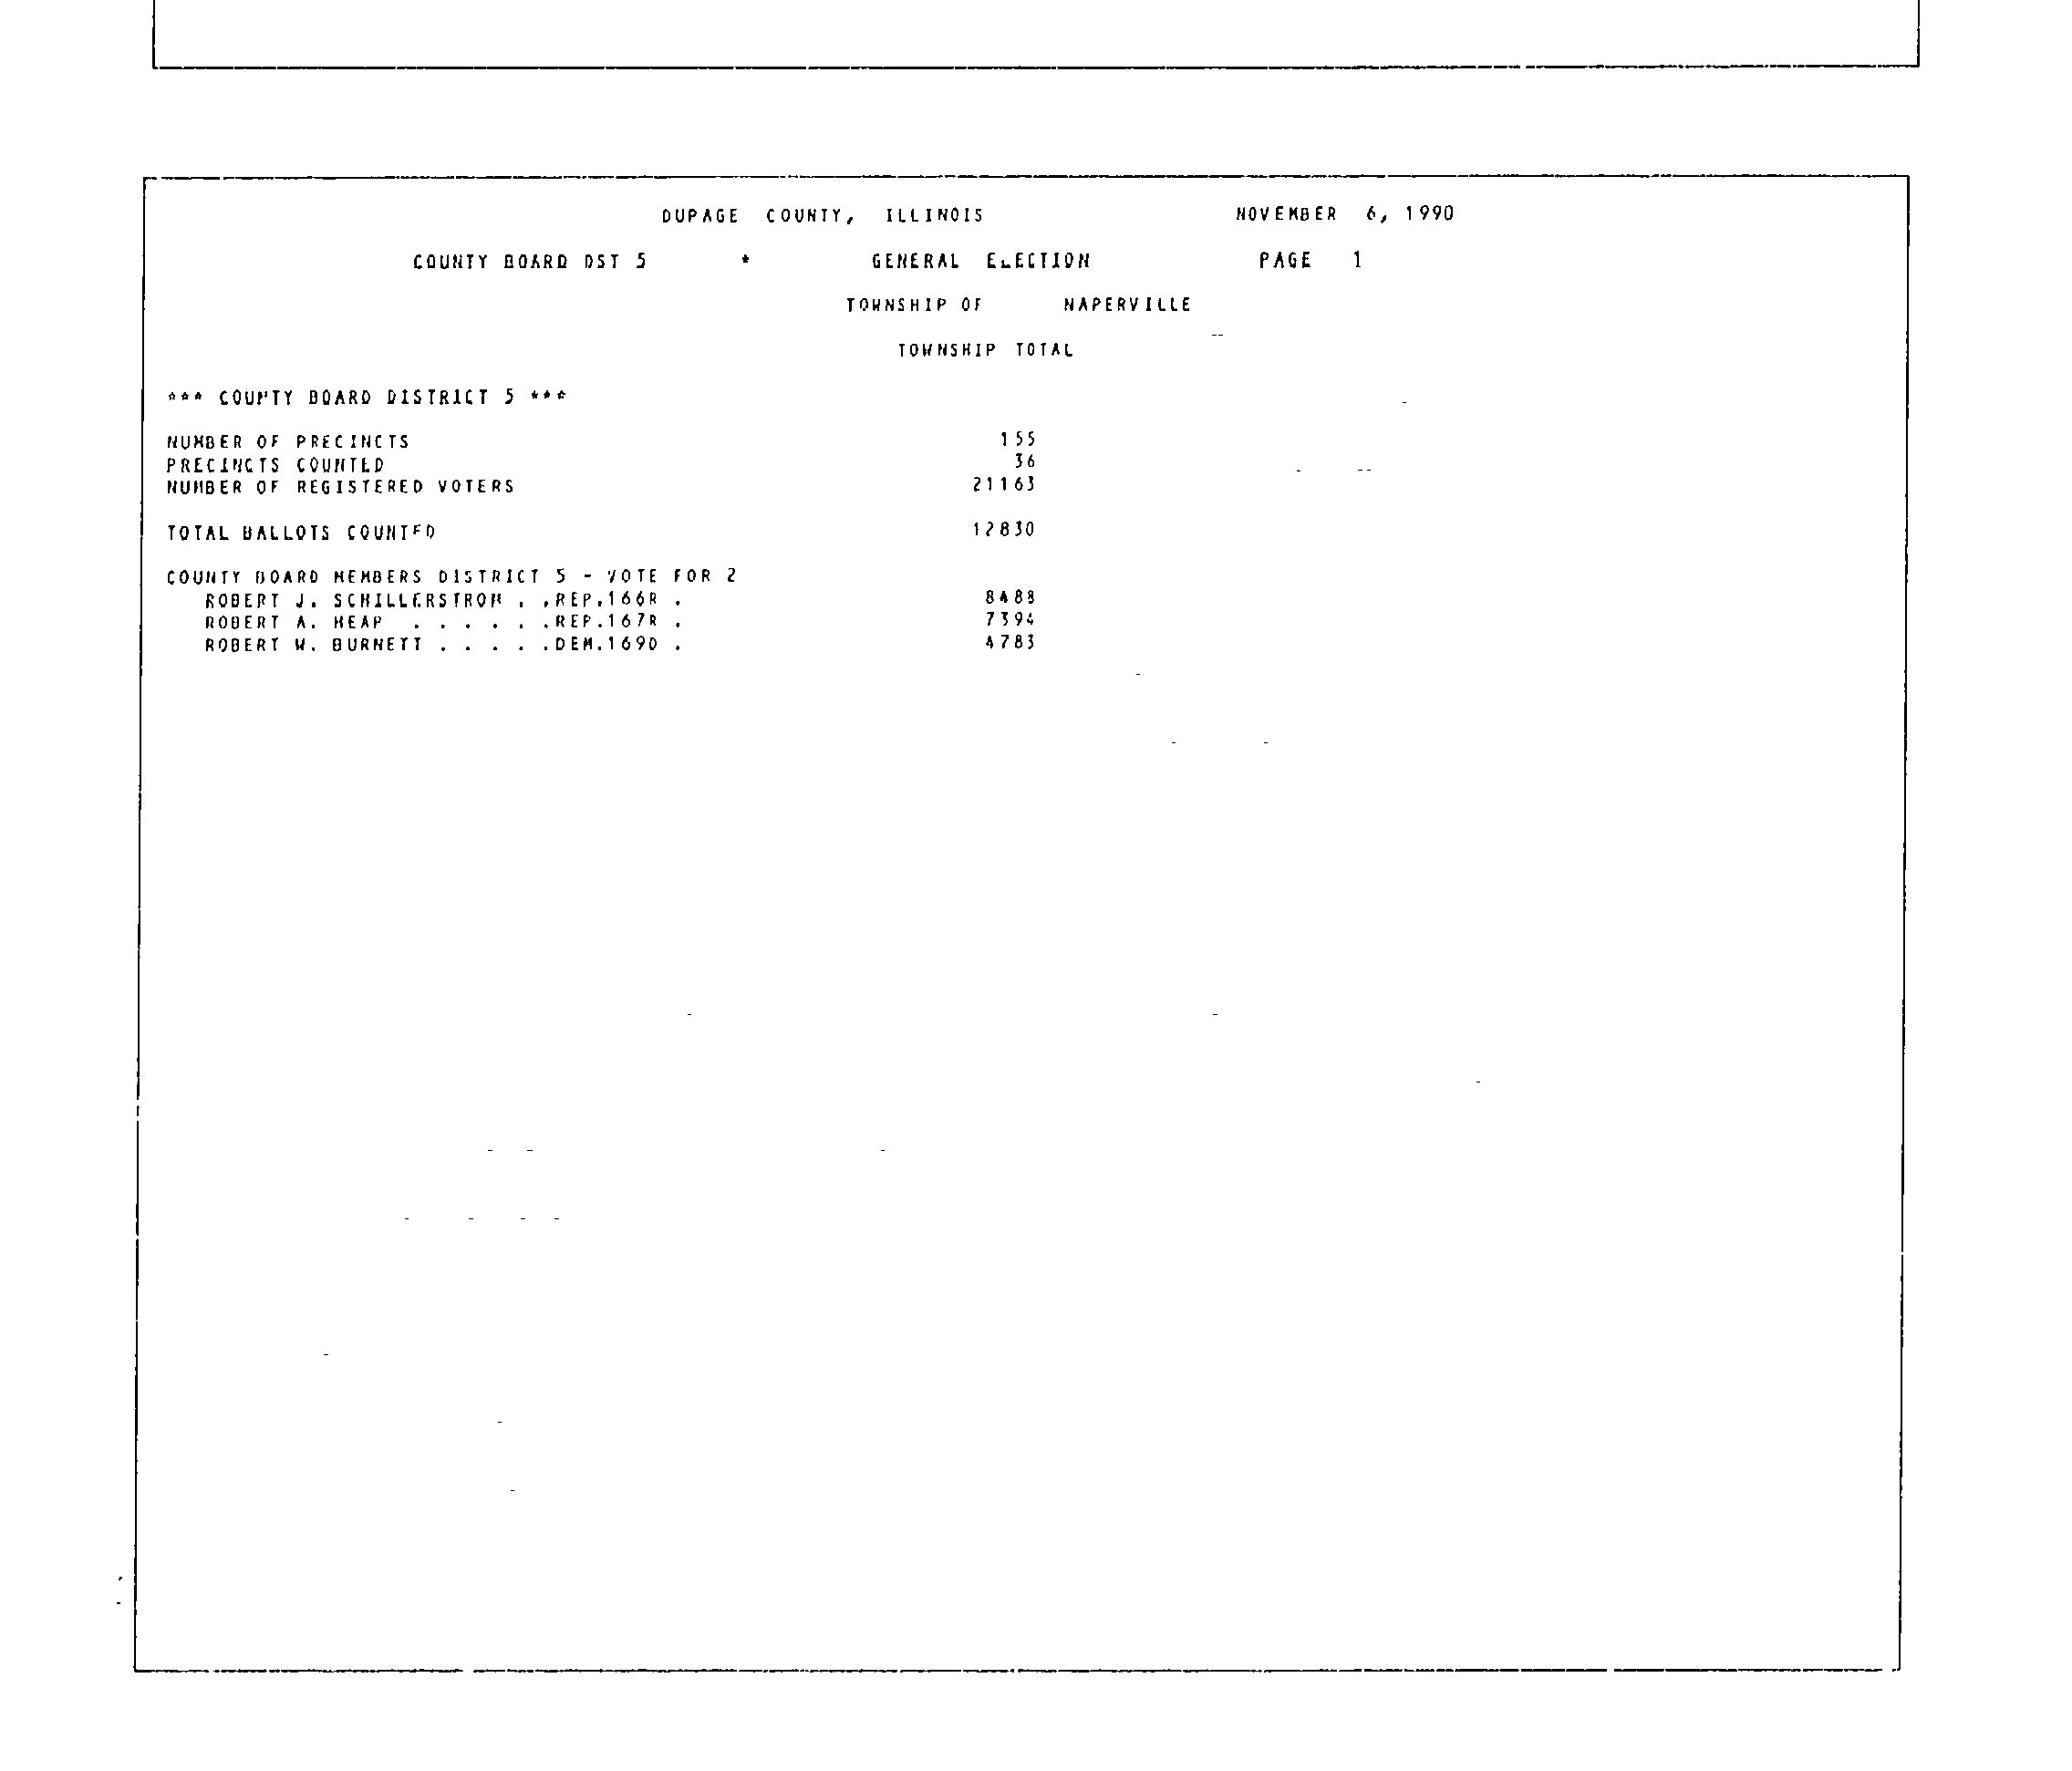 DUPAGE COUNTY, ILLINOIS NOVEMBER 6, 1990
COUNTY BOARD DST 5 * GENERAL ELECTION PAGE 1
TOWNSHIP OF NAPERVILLE
TOWNSHIP TOTAL
*** COUNTY BOARD DISTRICT 5 ***
NUMBER OF PRECINCTS 155
PRECINCTS COUNTED 36
NUMBER OF REGISTERED VOTERS 21163
TOTAL BALLOTS COUNTED 12830
COUNTY BOARD MEMBERS DISTRICT 5 - VOTE FOR 2
ROBERT J. SCHILLERSTROM . .REP.166R . 8488
ROBERT A. HEAP . . . . . .REP.167R . 7394
ROBERT W. BURNETT . . . . .DEM.169D . 4783